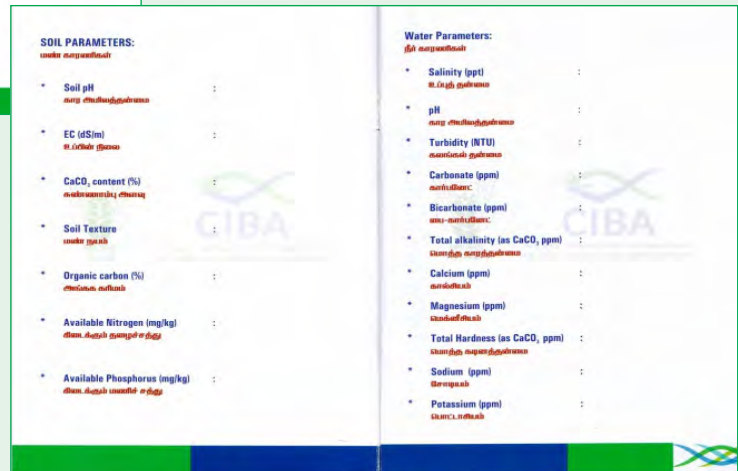 SOIL PARAMETERS:
மண் காரணிகள்
* Soil pH :
கார அமிலத்தன்மை
* EC (dS/m) :
உப்பின் நிலை
* CaCO₃ content (%) :
சுண்ணாம்பு அளவு
* Soil Texture :
மண் நயம்
* Organic carbon (%) :
அங்கக கரிமம்
* Available Nitrogen (mg/kg) :
கிடைக்கும் தழைச்சத்து
* Available Phosphorus (mg/kg) :
கிடைக்கும் மணிச் சத்து
CIBA
Water Parameters:
நீர் காரணிகள்
* Salinity (ppt) :
உப்புத் தன்மை
* pH :
கார அமிலத்தன்மை
* Turbidity (NTU) :
கலங்கல் தன்மை
* Carbonate (ppm) :
கார்பனேட்
* Bicarbonate (ppm) :
பை-கார்பனேட்
* Total alkalinity (as CaCO₃ ppm) :
மொத்த காரத்தன்மை
* Calcium (ppm) :
கால்சியம்
* Magnesium (ppm) :
மெக்னீசியம்
* Total Hardness (as CaCO₃ ppm) :
மொத்த கடினத்தன்மை
* Sodium (ppm) :
சோடியம்
* Potassium (ppm) :
பொட்டாசியம்
CIBA